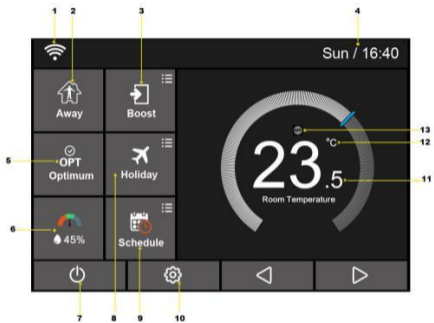 1
2
3
4
Sun / 16:40
Away
Boost
13
°C
12
5
OPT
Optimum
Holiday
23.5
11
Room Temperature
6
45%
Schedule
7
8
9
10